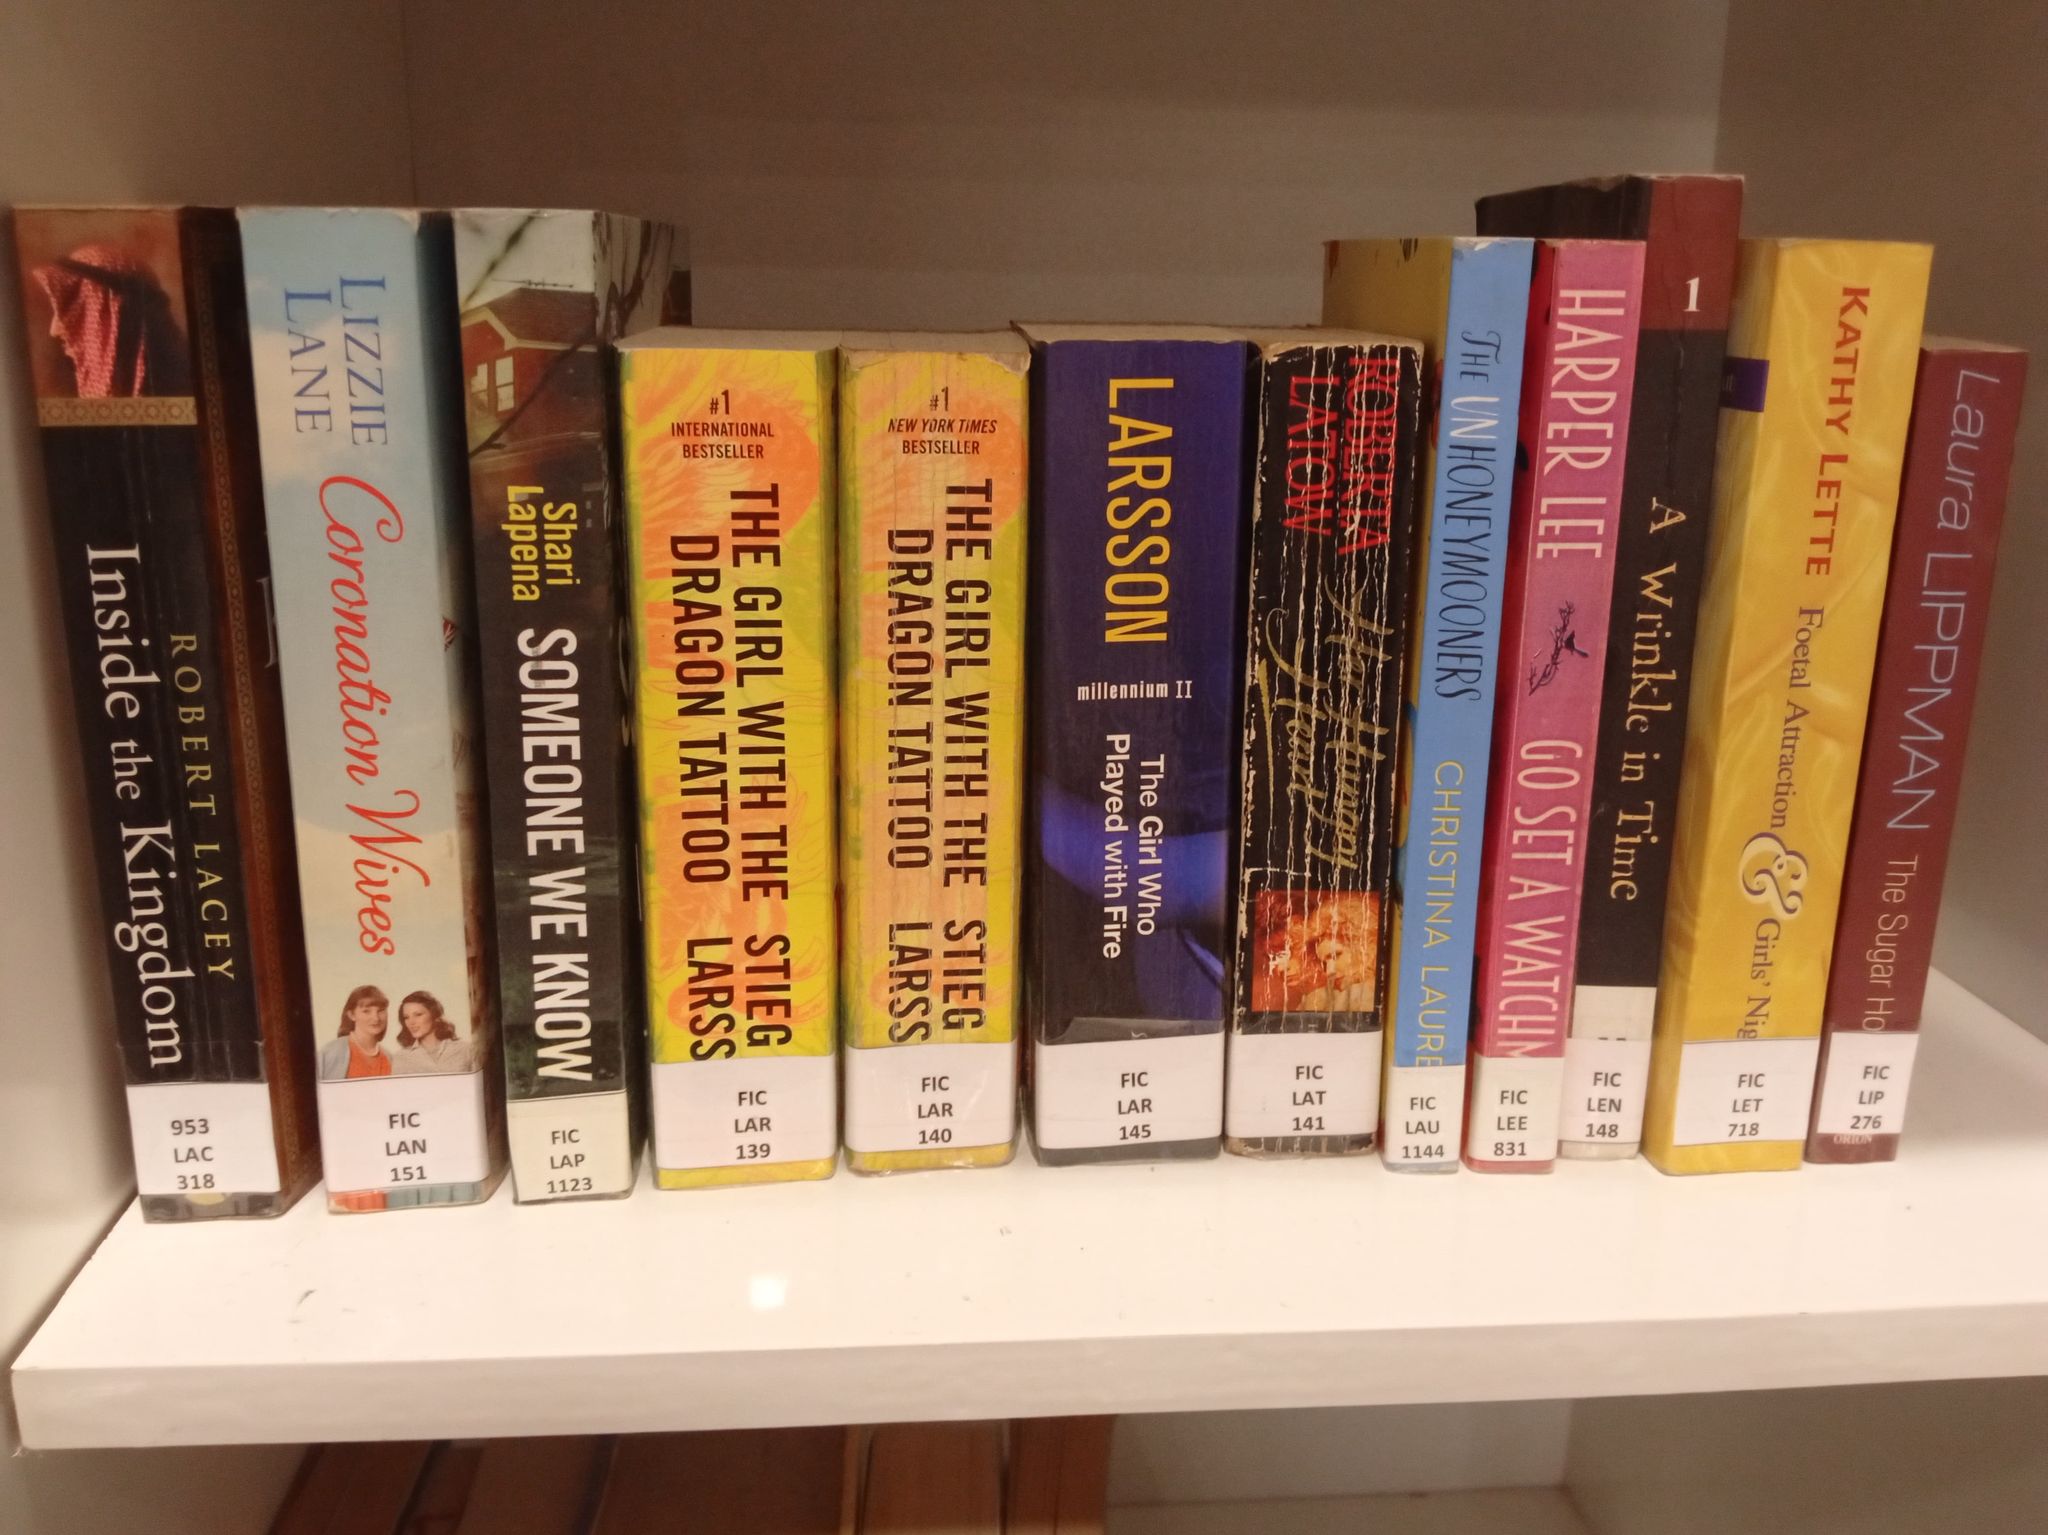 ROBERT LACEY
Inside the Kingdom
953
LAC
318
LIZZIE
LANE
Coronation Wives
FIC
LAN
151
Shari
Lapena
SOMEONE WE KNOW
FIC
LAP
1123
#1
INTERNATIONAL
BESTSELLER
THE GIRL WITH THE
DRAGON TATTOO
STIEG
LARSS
FIC
LAR
139
#1
NEW YORK TIMES
BESTSELLER
THE GIRL WITH THE
DRAGON TATTOO
STIEG
LARSS
FIC
LAR
140
LARSSON
millennium II
The Girl Who
Played with Fire
FIC
LAR
145
ROBERTA
LATOW
Her Hungry
Heart
FIC
LAT
141
THE UNHONEYMOONERS
CHRISTINA LAURE
FIC
LAU
1144
HARPER LEE
GO SET A WATCHM
FIC
LEE
831
1
A Wrinkle in Time
FIC
LEN
148
KATHY LETTE
Foetal Attraction
& Girls' Nig
FIC
LET
718
Laura LIPPMAN
The Sugar Ho
FIC
LIP
276
ORION